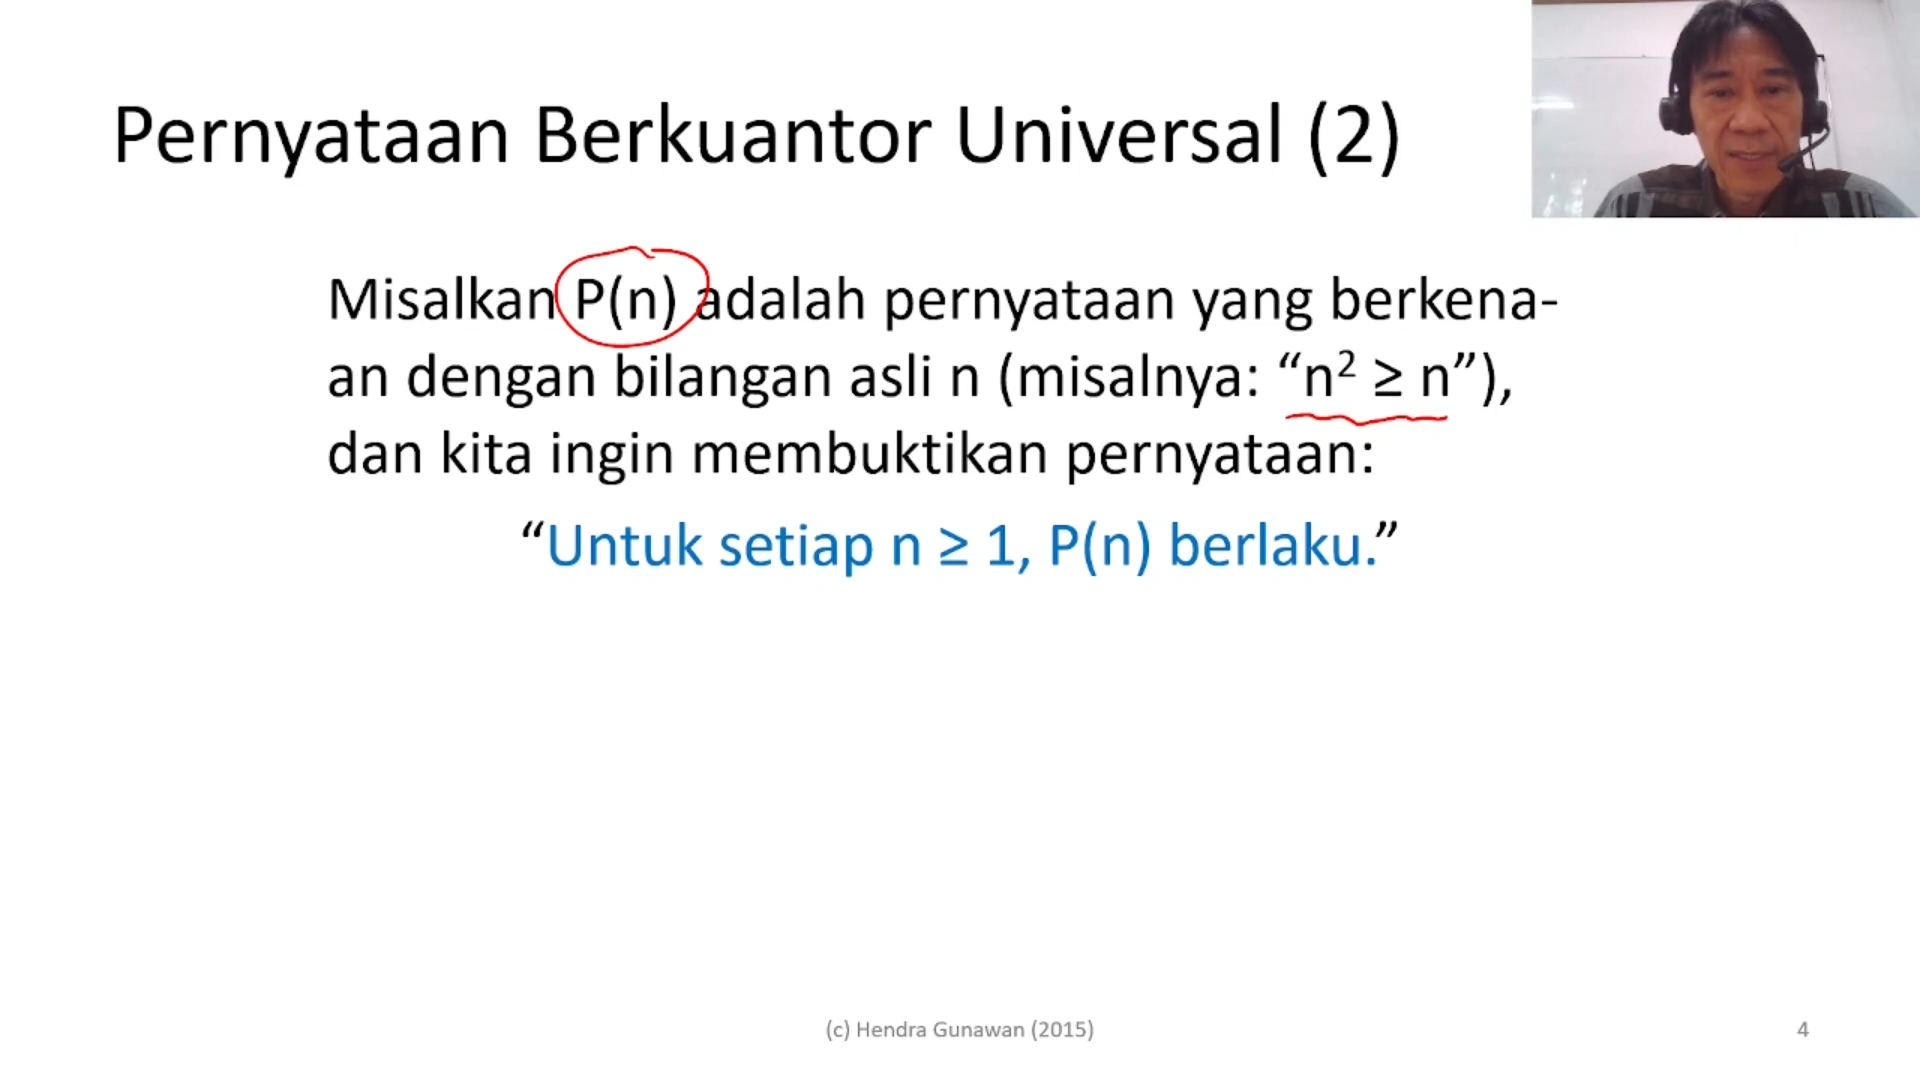 Pernyataan Berkuantor Universal (2)
Misalkan P(n) adalah pernyataan yang berkena-
an dengan bilangan asli n (misalnya: “n² ≥ n”),
dan kita ingin membuktikan pernyataan:
“Untuk setiap n ≥ 1, P(n) berlaku.”
(c) Hendra Gunawan (2015)
4